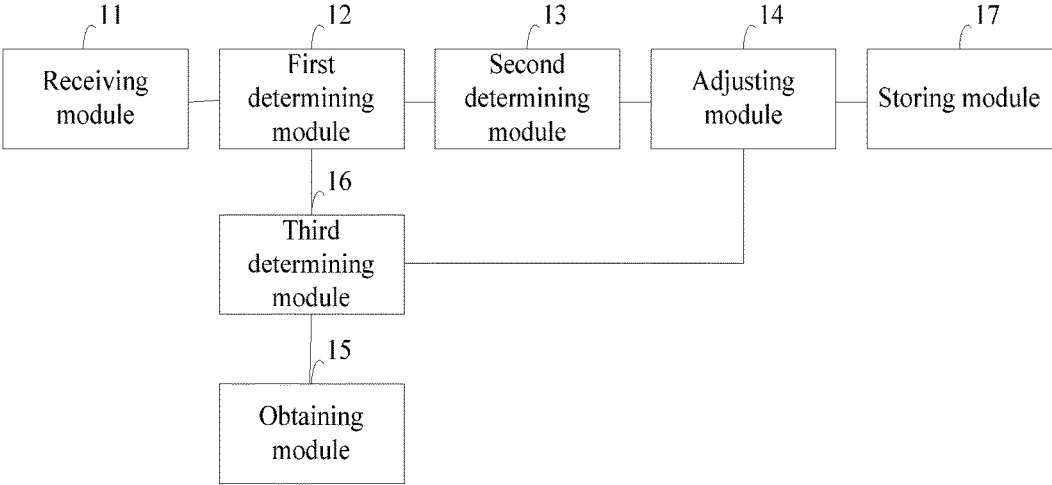 11
12
13
14
17
Receiving
module
First
determining
module
Second
determining
module
Adjusting
module
Storing module
16
Third
determining
module
15
Obtaining
module